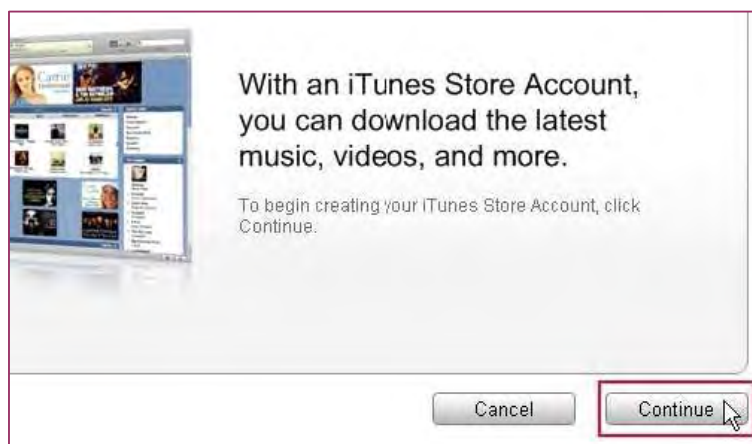 Carrie
With an iTunes Store Account,
you can download the latest
music, videos, and more.
To begin creating your iTunes Store Account, click
Continue.
Cancel
Continue